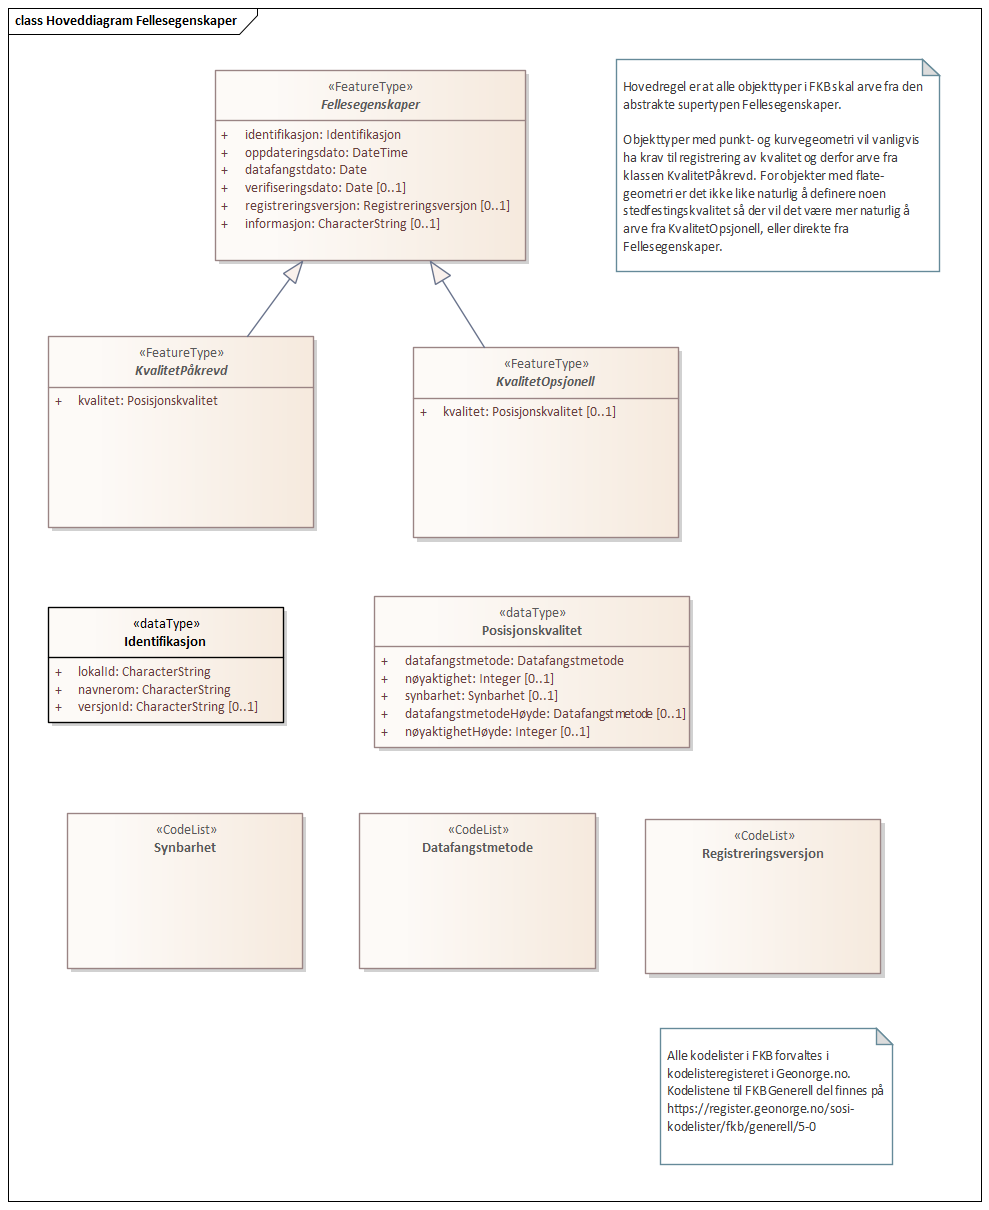 class Hoveddiagram Fellesegenskaper
«FeatureType»
Fellesegenskaper
+ identifikasjon: Identifikasjon
+ oppdateringsdato: DateTime
+ datafangstdato: Date
+ verifiseringsdato: Date [0..1]
+ registreringsversjon: Registreringsversjon [0..1]
+ informasjon: CharacterString [0..1]
Hovedregel er at alle objekttyper i FKB skal arve fra den
abstrakte supertypen Fellesegenskaper.
Objekttyper med punkt- og kurvegeometri vil vanligvis
ha krav til registrering av kvalitet og derfor arve fra
klassen KvalitetPåkrevd. For objekter med flate-
geometri er det ikke like naturlig å definere noen
stedfestingskvalitet så der vil det være mer naturlig å
arve fra KvalitetOpsjonell, eller direkte fra
Fellesegenskaper.
«FeatureType»
KvalitetPåkrevd
+ kvalitet: Posisjonskvalitet
«FeatureType»
KvalitetOpsjonell
+ kvalitet: Posisjonskvalitet [0..1]
«dataType»
Identifikasjon
+ lokalId: CharacterString
+ navnerom: CharacterString
+ versjonId: CharacterString [0..1]
«dataType»
Posisjonskvalitet
+ datafangstmetode: Datafangstmetode
+ nøyaktighet: Integer [0..1]
+ synbarhet: Synbarhet [0..1]
+ datafangstmetodeHøyde: Datafangstmetode [0..1]
+ nøyaktighetHøyde: Integer [0..1]
«CodeList»
Synbarhet
«CodeList»
Datafangstmetode
«CodeList»
Registreringsversjon
Alle kodelister i FKB forvaltes i
kodelisteregisteret i Geonorge.no.
Kodelistene til FKB Generell del finnes på
https://register.geonorge.no/sosi-
kodelister/fkb/generell/5-0